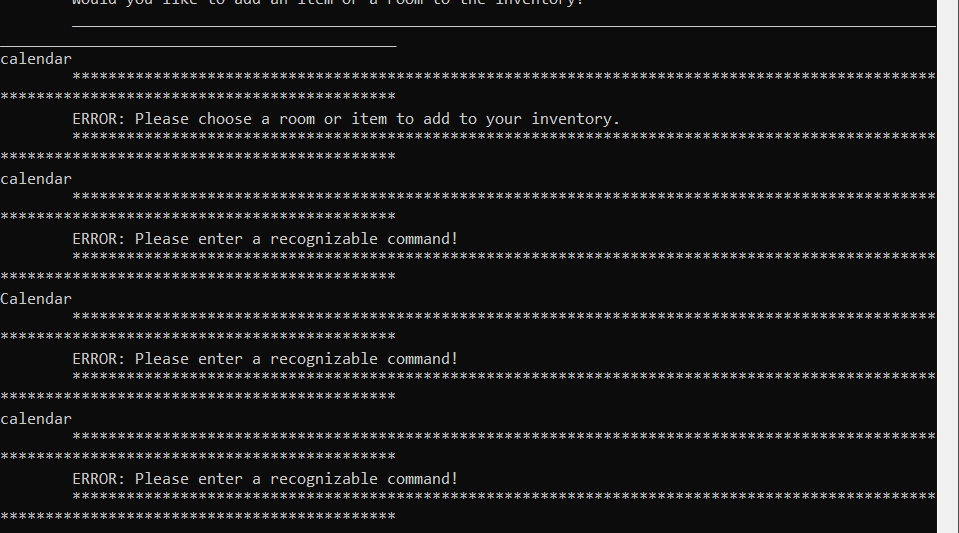 Would you like to add an item or a room to the inventory?
________________________________________________________________________________________________
____________________________________________
calendar
************************************************************************************************
********************************************
ERROR: Please choose a room or item to add to your inventory.
************************************************************************************************
********************************************
calendar
************************************************************************************************
********************************************
ERROR: Please enter a recognizable command!
************************************************************************************************
********************************************
Calendar
************************************************************************************************
********************************************
ERROR: Please enter a recognizable command!
************************************************************************************************
********************************************
calendar
************************************************************************************************
********************************************
ERROR: Please enter a recognizable command!
************************************************************************************************
********************************************